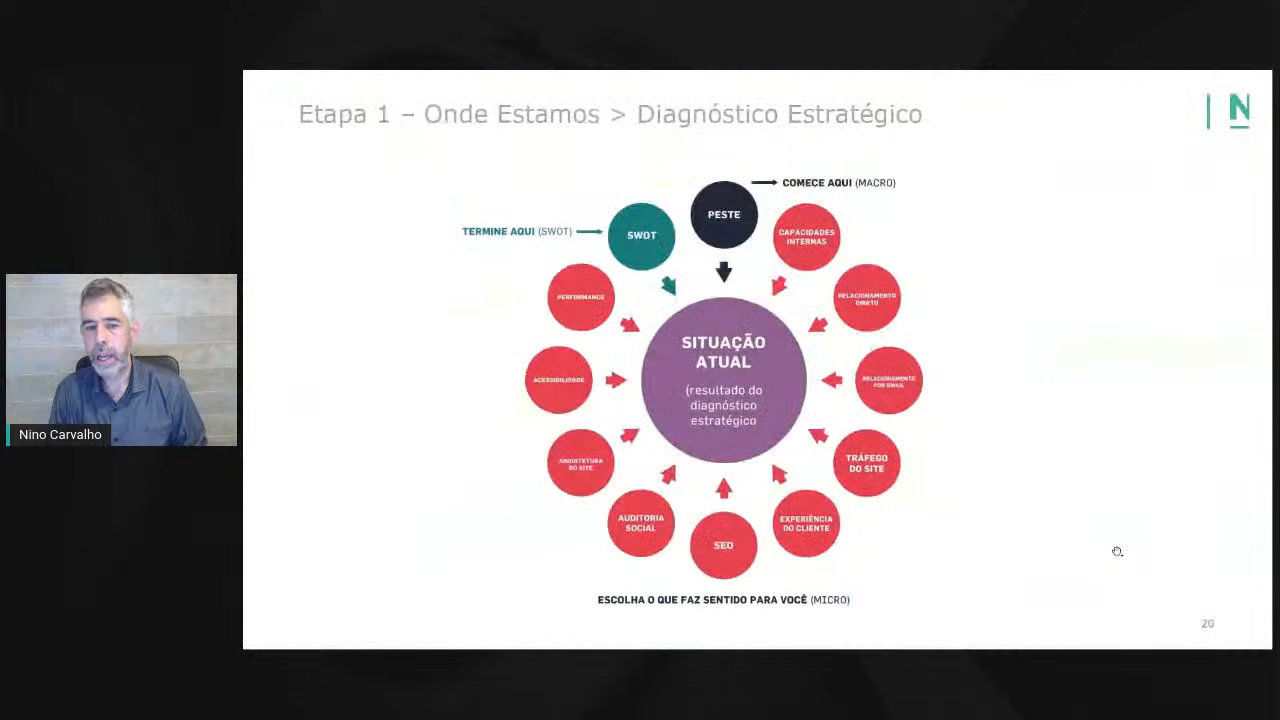 Etapa 1 – Onde Estamos > Diagnóstico Estratégico
N
COMECE AQUI (MACRO)
PESTE
TERMINE AQUI (SWOT)
SWOT
CAPACIDADES
INTERNAS
PERFORMANCE
RELACIONAMENTO
DIRETO
SITUAÇÃO
ATUAL
(resultado do
diagnóstico
estratégico
ACESSIBILIDADE
RELACIONAMENTO
POR EMAIL
ARQUITETURA
DO SITE
TRÁFEGO
DO SITE
AUDITORIA
SOCIAL
EXPERIÊNCIA
DO CLIENTE
SEO
ESCOLHA O QUE FAZ SENTIDO PARA VOCÊ (MICRO)
20
Nino Carvalho